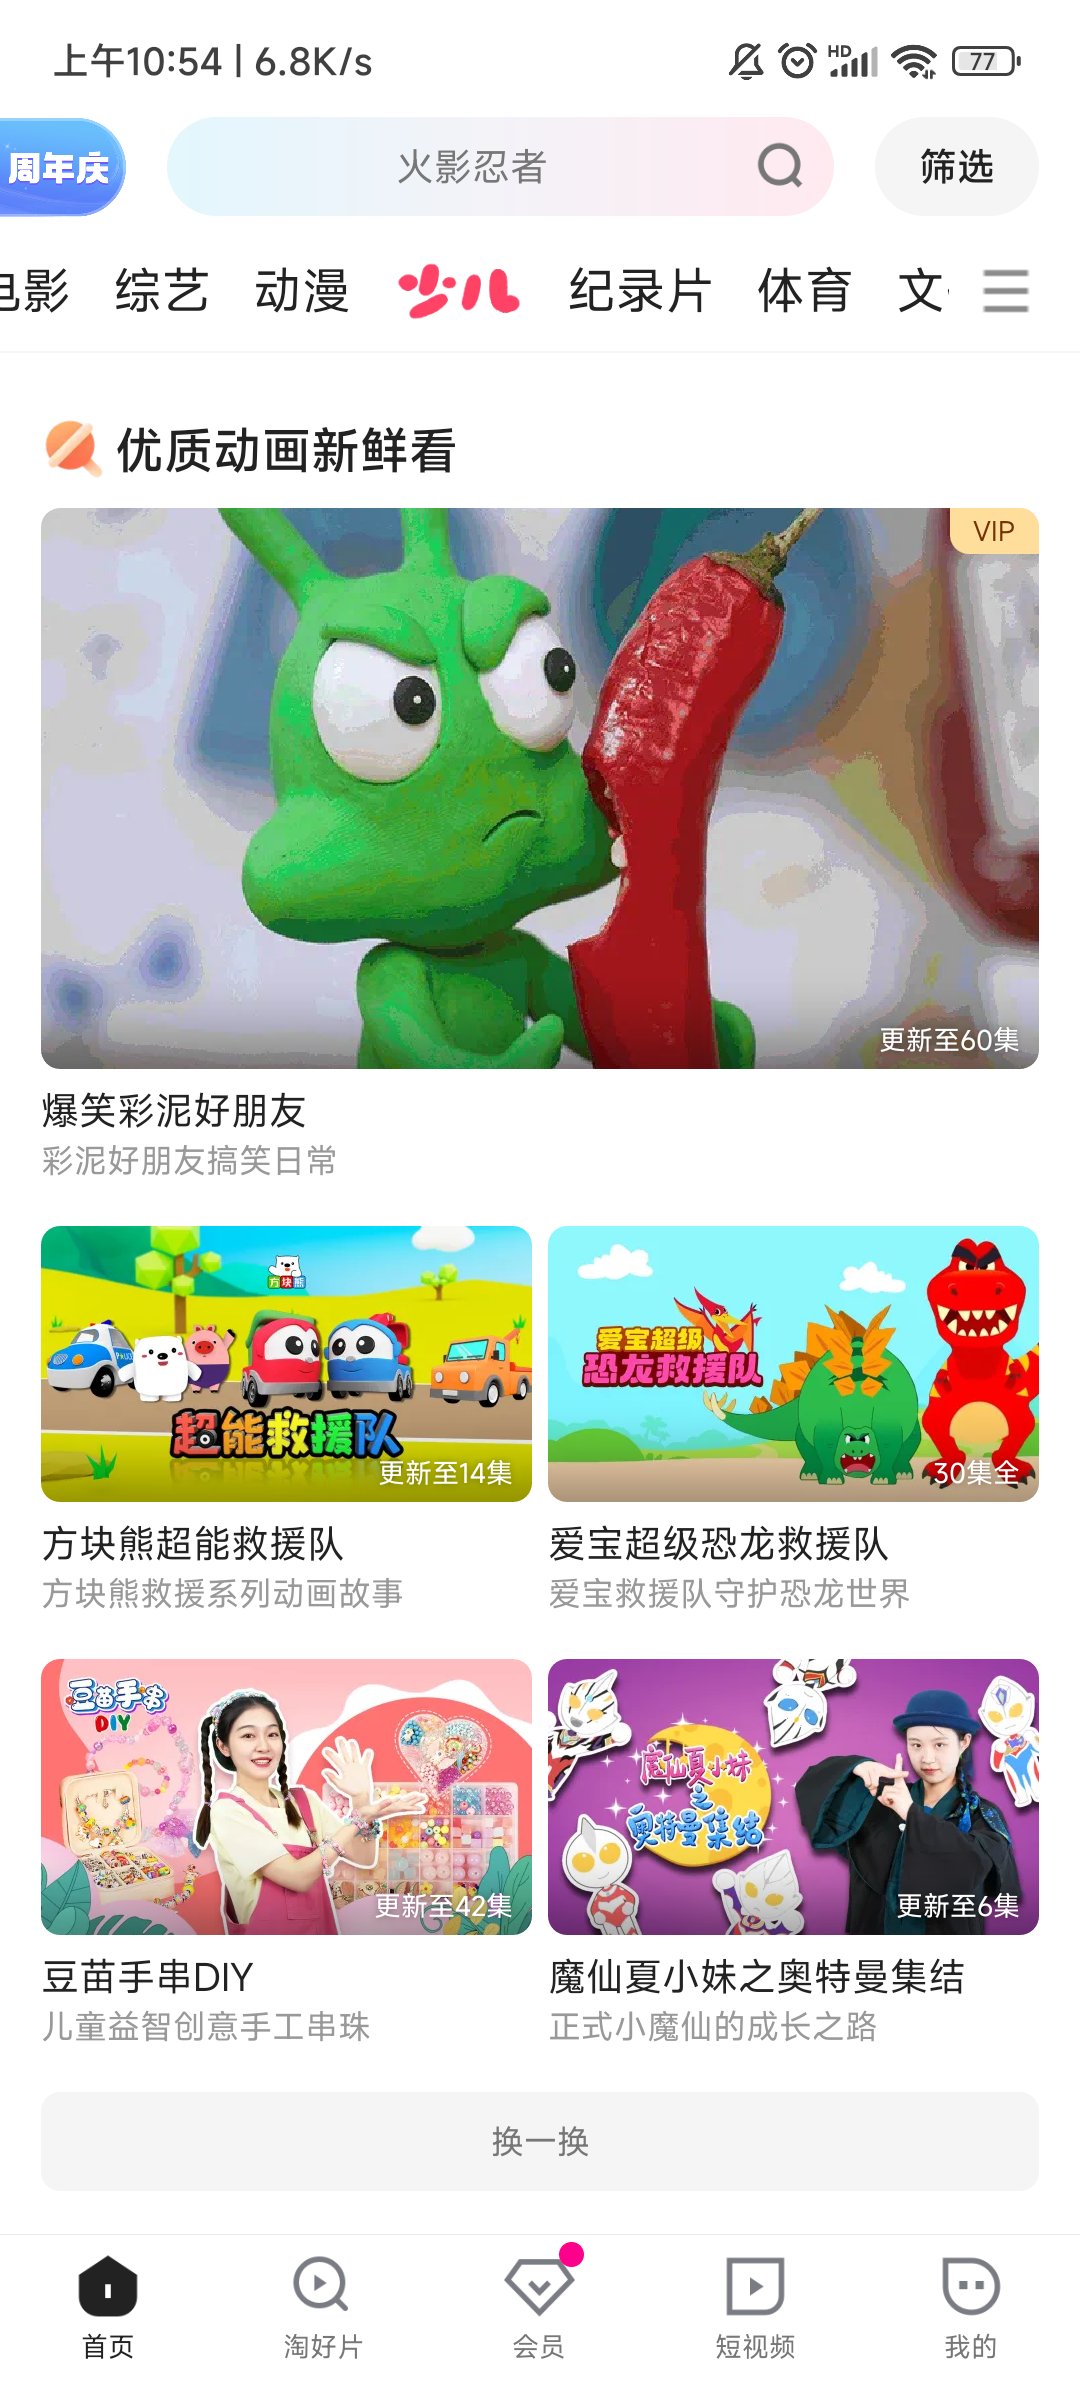 上午10:54 | 6.8K/s
HD
77
周年庆
火影忍者
筛选
电影 综艺 动漫 少儿 纪录片 体育 文
优质动画新鲜看
VIP
更新至60集
爆笑彩泥好朋友
彩泥好朋友搞笑日常
方块熊
超能救援队
更新至14集
爱宝超级
恐龙救援队
30集全
方块熊超能救援队
方块熊救援系列动画故事
爱宝超级恐龙救援队
爱宝救援队守护恐龙世界
豆苗手串
DIY
更新至42集
魔仙夏小妹
之
奥特曼集结
更新至6集
豆苗手串DIY
儿童益智创意手工串珠
魔仙夏小妹之奥特曼集结
正式小魔仙的成长之路
换一换
首页
淘好片
会员
短视频
我的